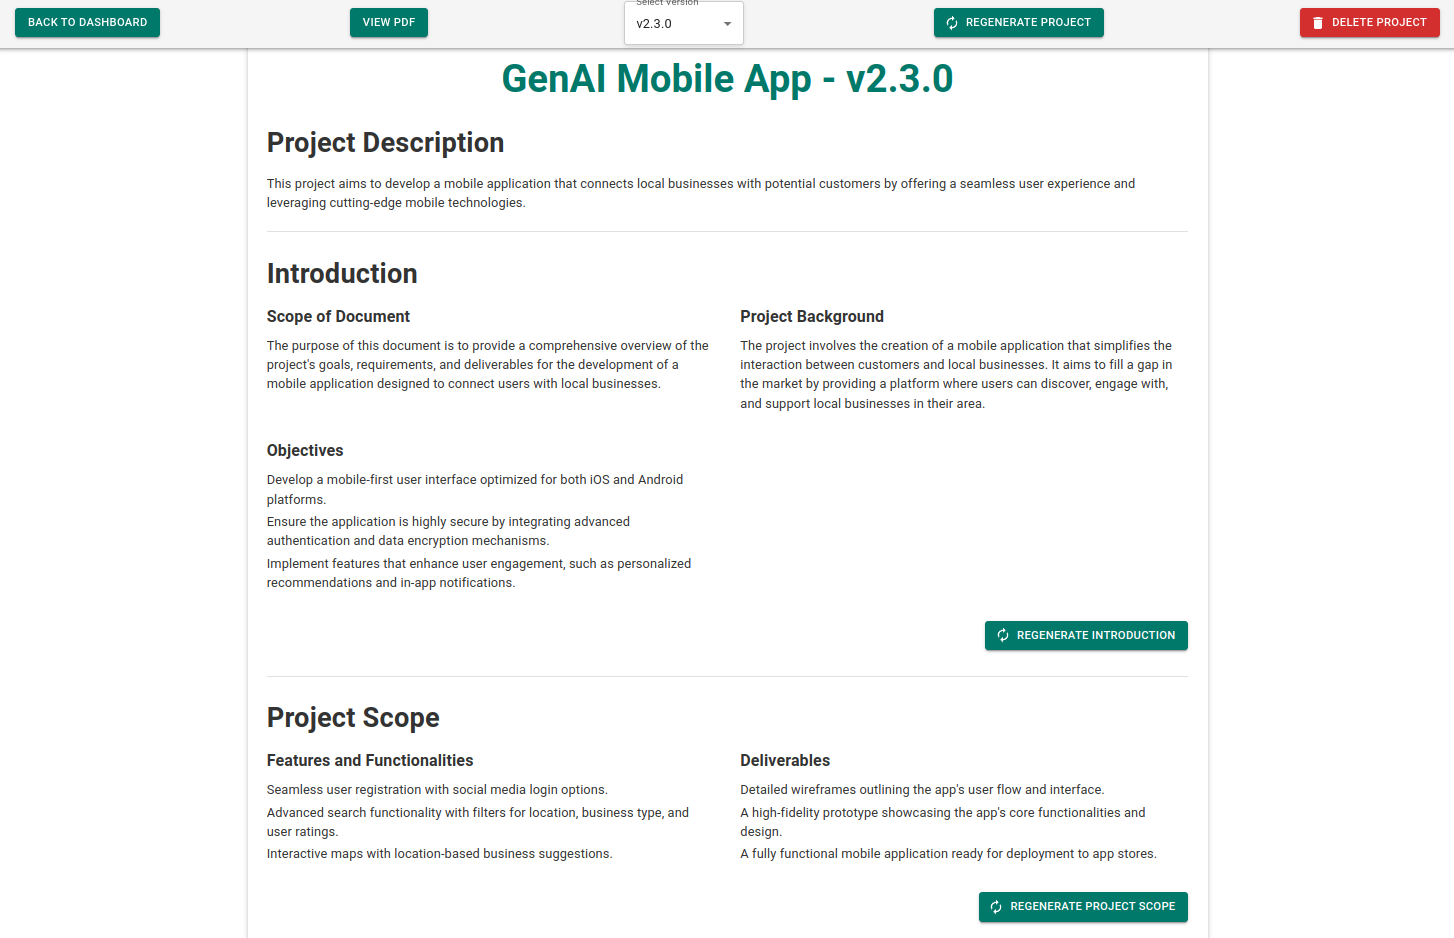 BACK TO DASHBOARD
VIEW PDF
Select Version
v2.3.0
REGENERATE PROJECT
DELETE PROJECT
GenAI Mobile App - v2.3.0
Project Description
This project aims to develop a mobile application that connects local businesses with potential customers by offering a seamless user experience and
leveraging cutting-edge mobile technologies.
Introduction
Scope of Document
The purpose of this document is to provide a comprehensive overview of the
project's goals, requirements, and deliverables for the development of a
mobile application designed to connect users with local businesses.
Project Background
The project involves the creation of a mobile application that simplifies the
interaction between customers and local businesses. It aims to fill a gap in
the market by providing a platform where users can discover, engage with,
and support local businesses in their area.
Objectives
Develop a mobile-first user interface optimized for both iOS and Android
platforms.
Ensure the application is highly secure by integrating advanced
authentication and data encryption mechanisms.
Implement features that enhance user engagement, such as personalized
recommendations and in-app notifications.
REGENERATE INTRODUCTION
Project Scope
Features and Functionalities
Seamless user registration with social media login options.
Advanced search functionality with filters for location, business type, and
user ratings.
Interactive maps with location-based business suggestions.
Deliverables
Detailed wireframes outlining the app's user flow and interface.
A high-fidelity prototype showcasing the app's core functionalities and
design.
A fully functional mobile application ready for deployment to app stores.
REGENERATE PROJECT SCOPE